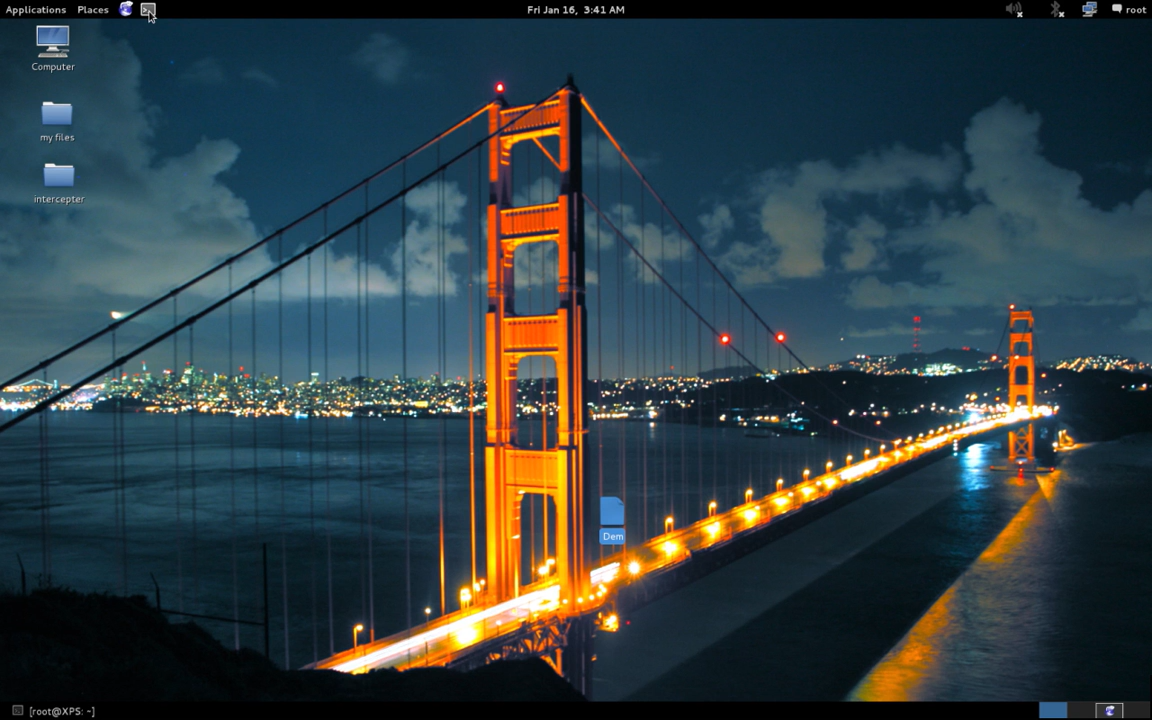 Applications Places Fri Jan 16, 3:41 AM root
Computer
my files
intercepter
Dem
[root@XPS: ~]